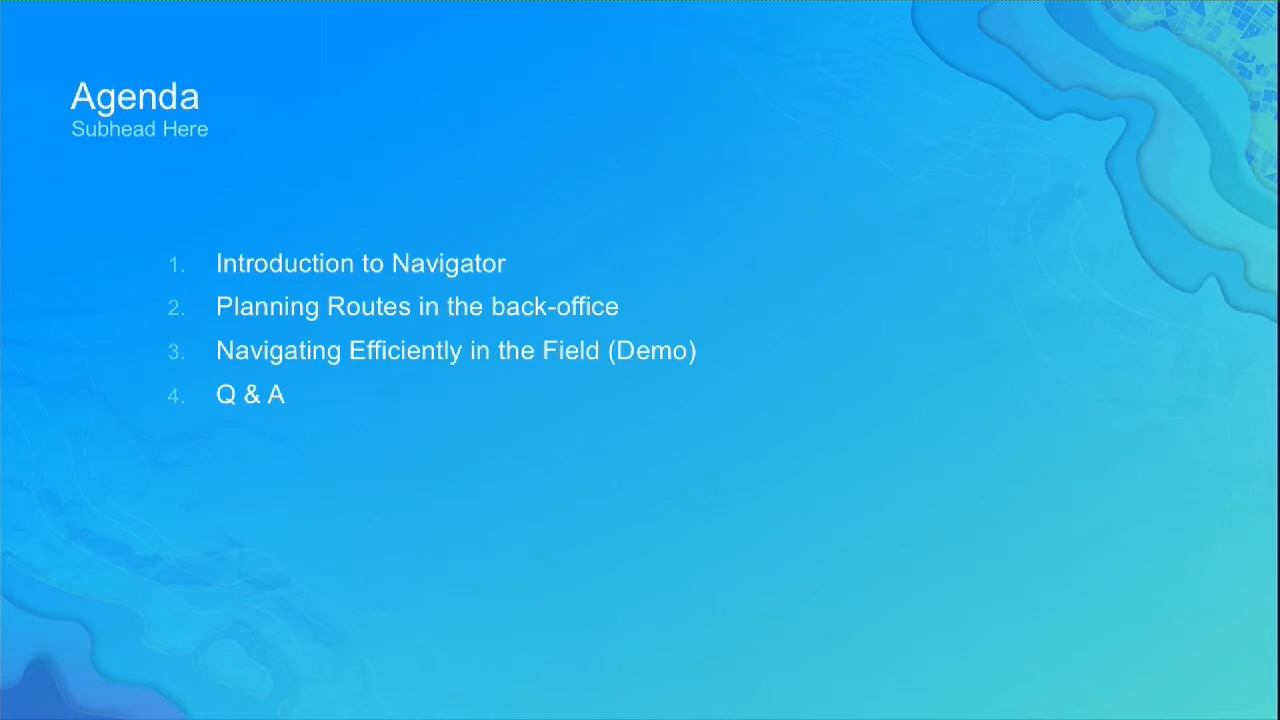 Agenda
Subhead Here
1. Introduction to Navigator
2. Planning Routes in the back-office
3. Navigating Efficiently in the Field (Demo)
4. Q & A